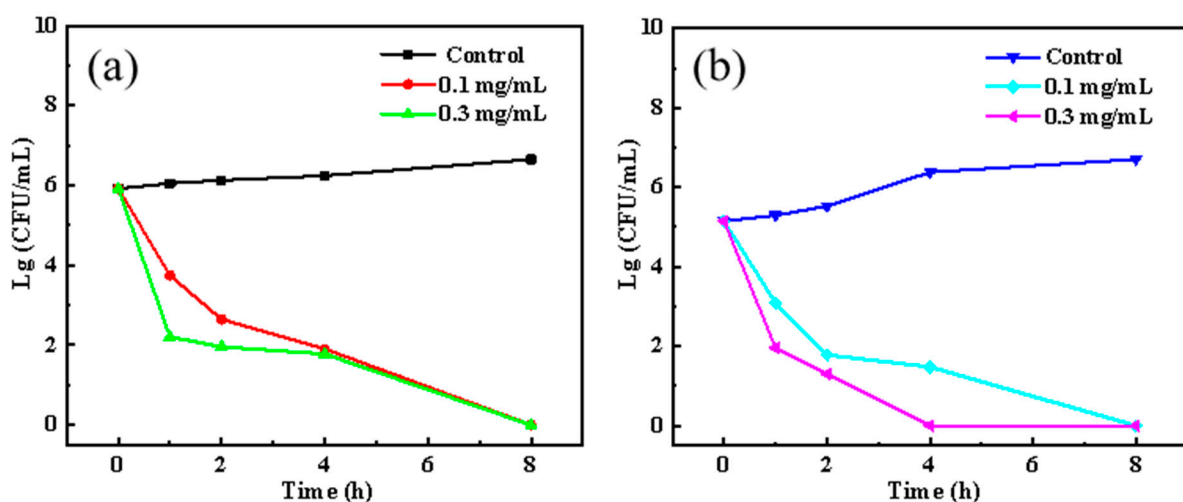 (a)
Control
0.1 mg/mL
0.3 mg/mL
Lg (CFU/mL)
10
8
6
4
2
0
0 2 4 6 8
Time (h)
(b)
Control
0.1 mg/mL
0.3 mg/mL
Lg (CFU/mL)
10
8
6
4
2
0
0 2 4 6 8
Time (h)